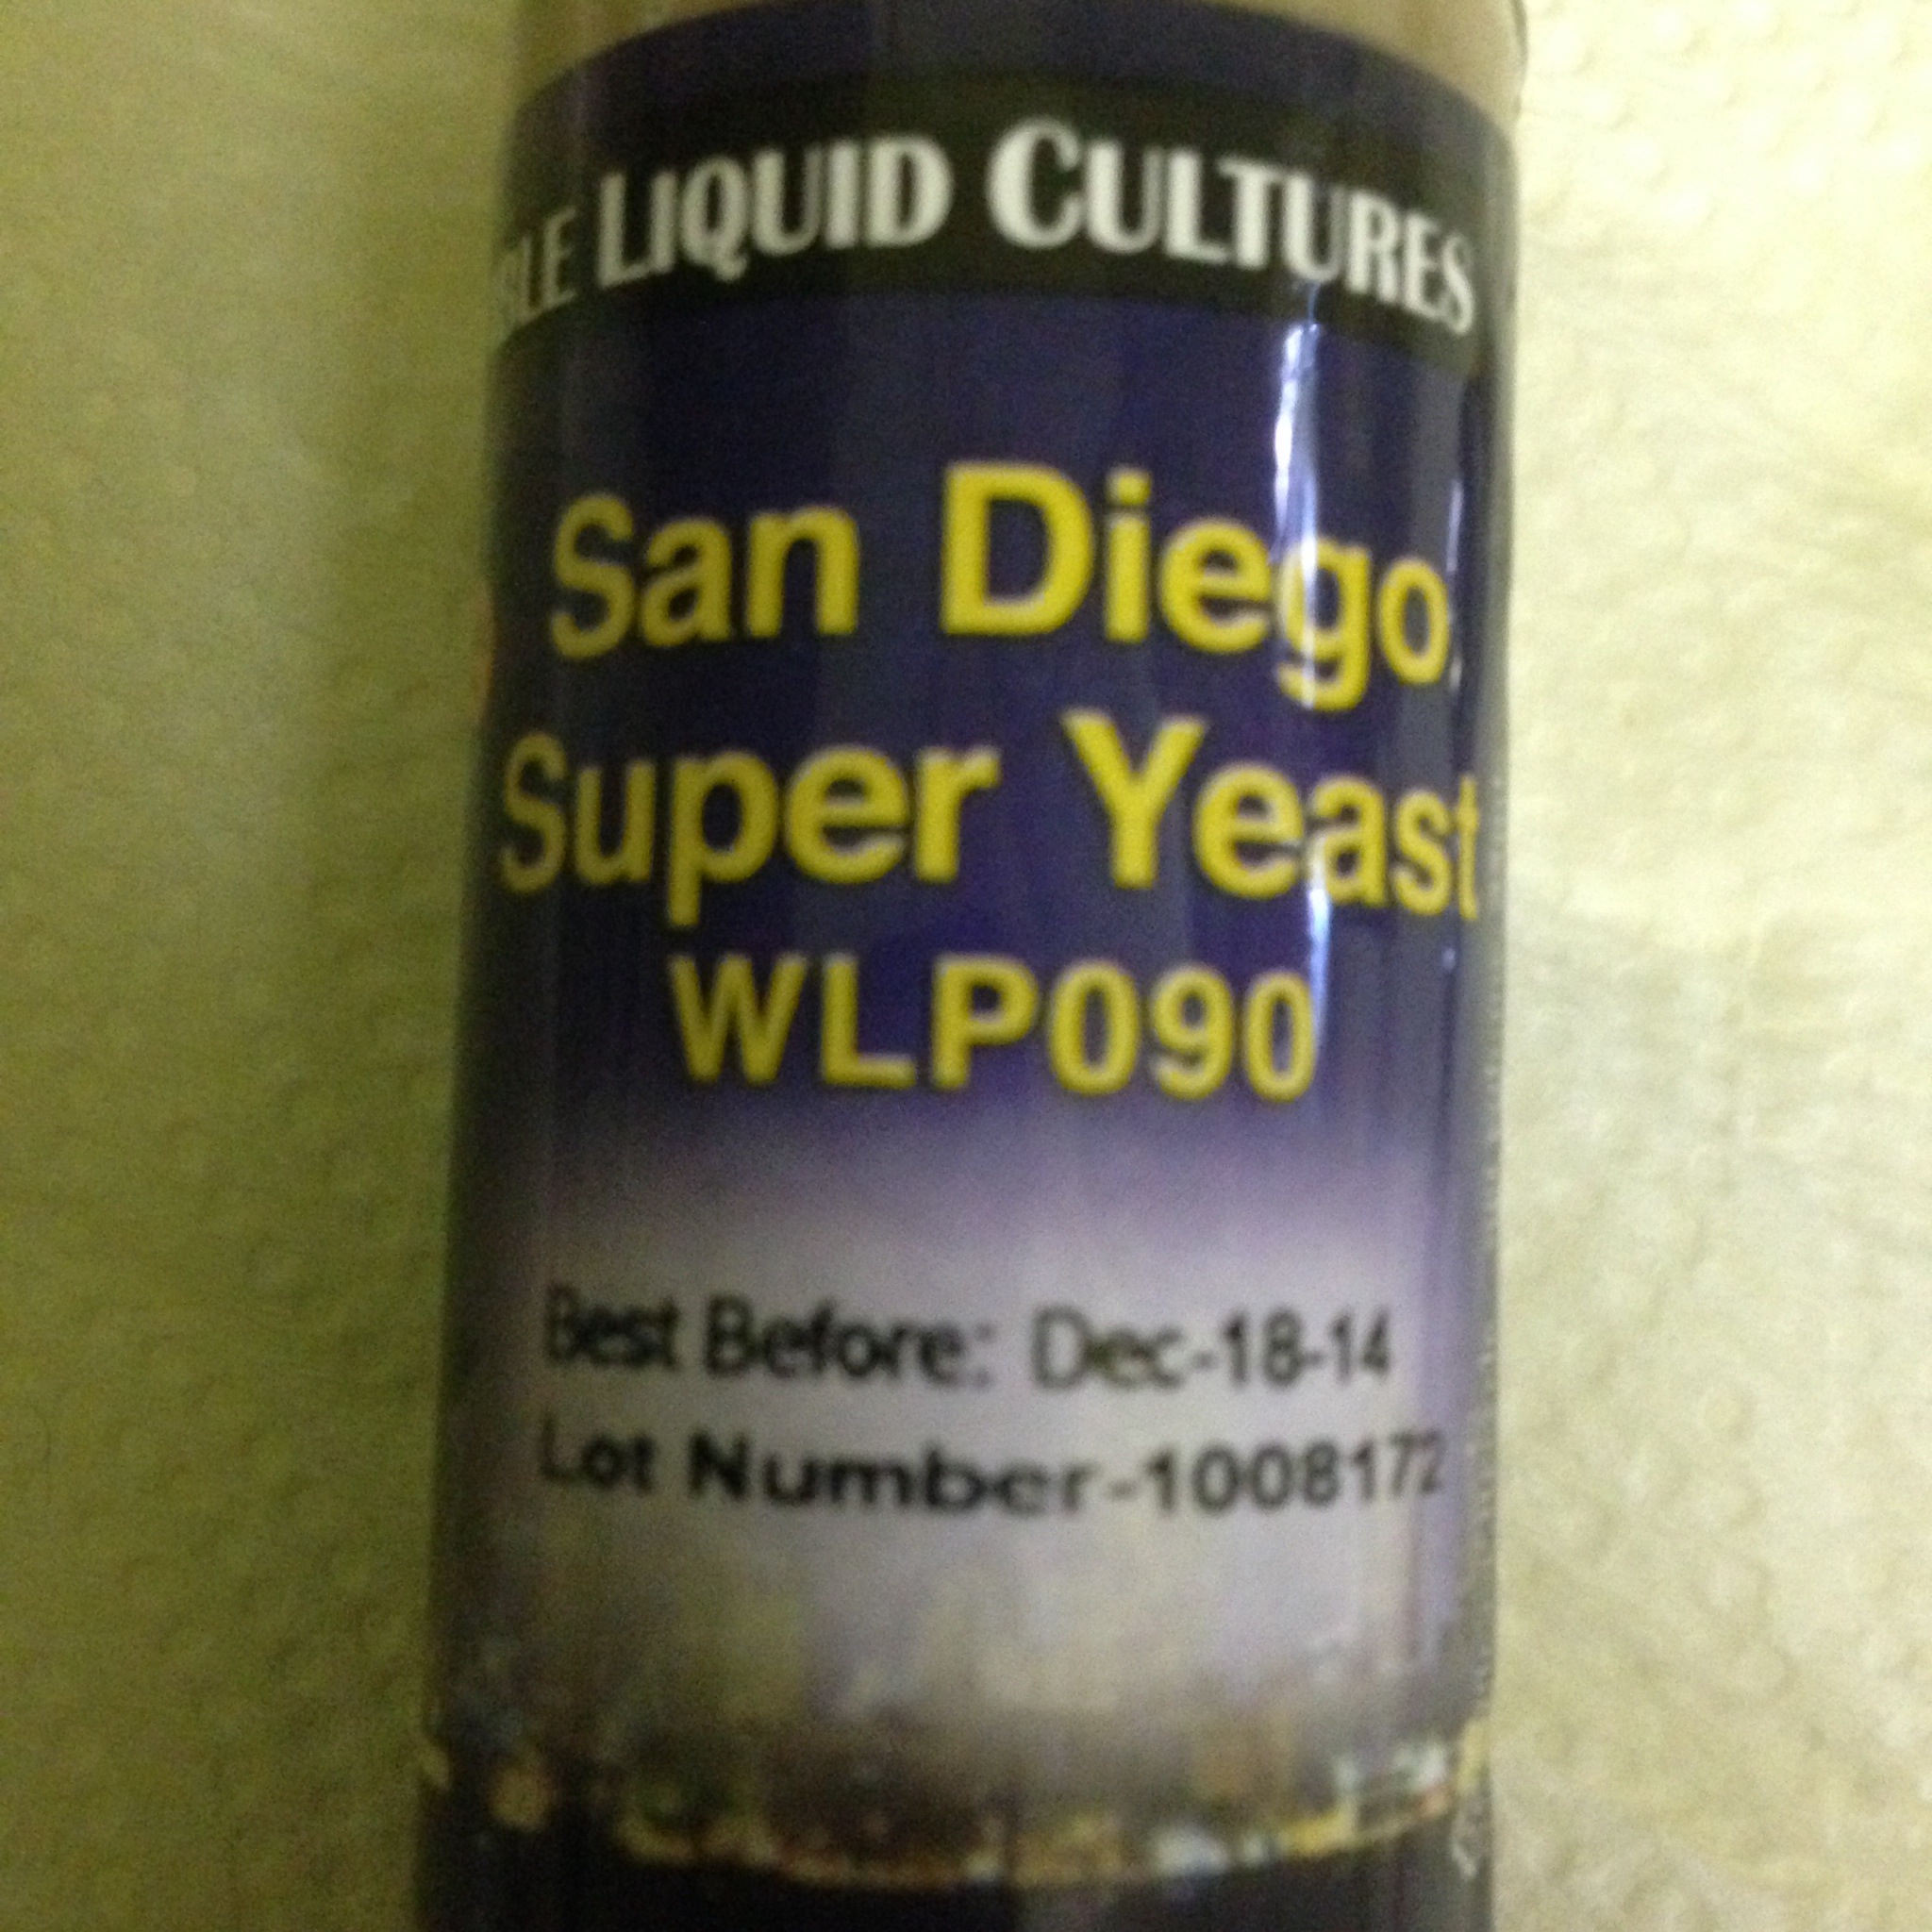 LIQUID CULTURES
San Diego
Super Yeast
WLP090
Best Before: Dec-18-14
Lot Number-1008172